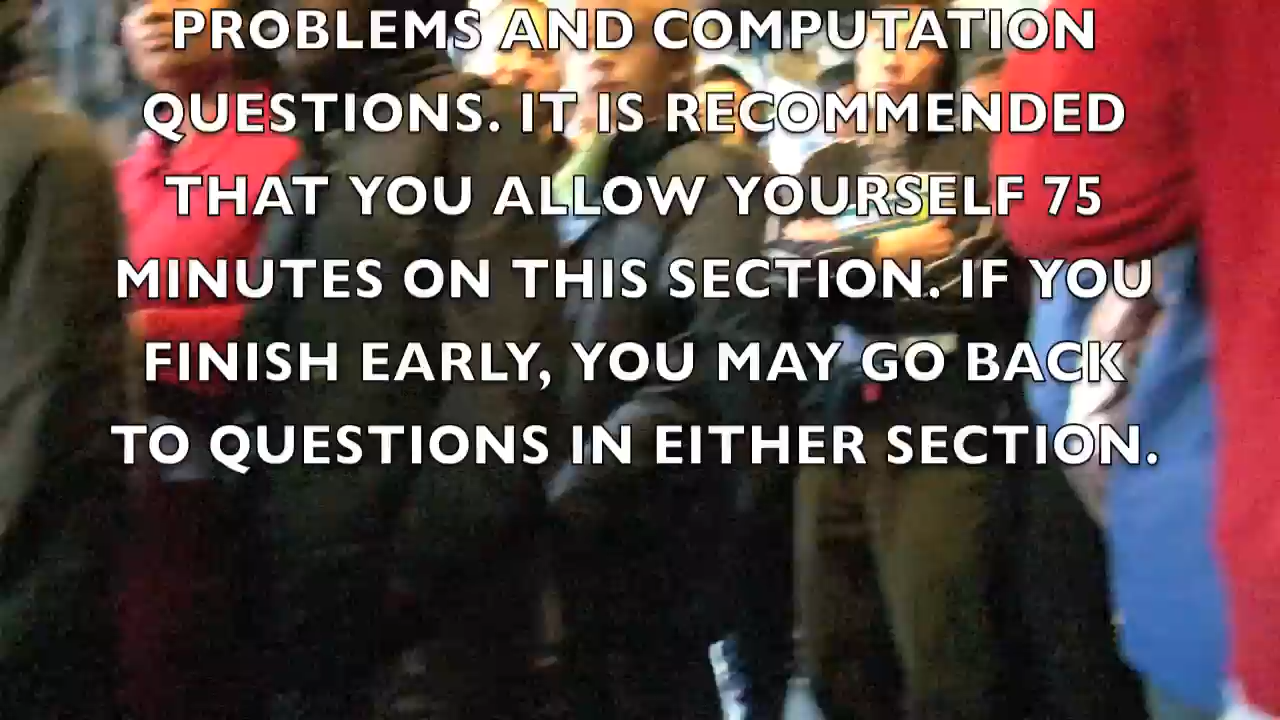 PROBLEMS AND COMPUTATION
QUESTIONS. IT IS RECOMMENDED
THAT YOU ALLOW YOURSELF 75
MINUTES ON THIS SECTION. IF YOU
FINISH EARLY, YOU MAY GO BACK
TO QUESTIONS IN EITHER SECTION.